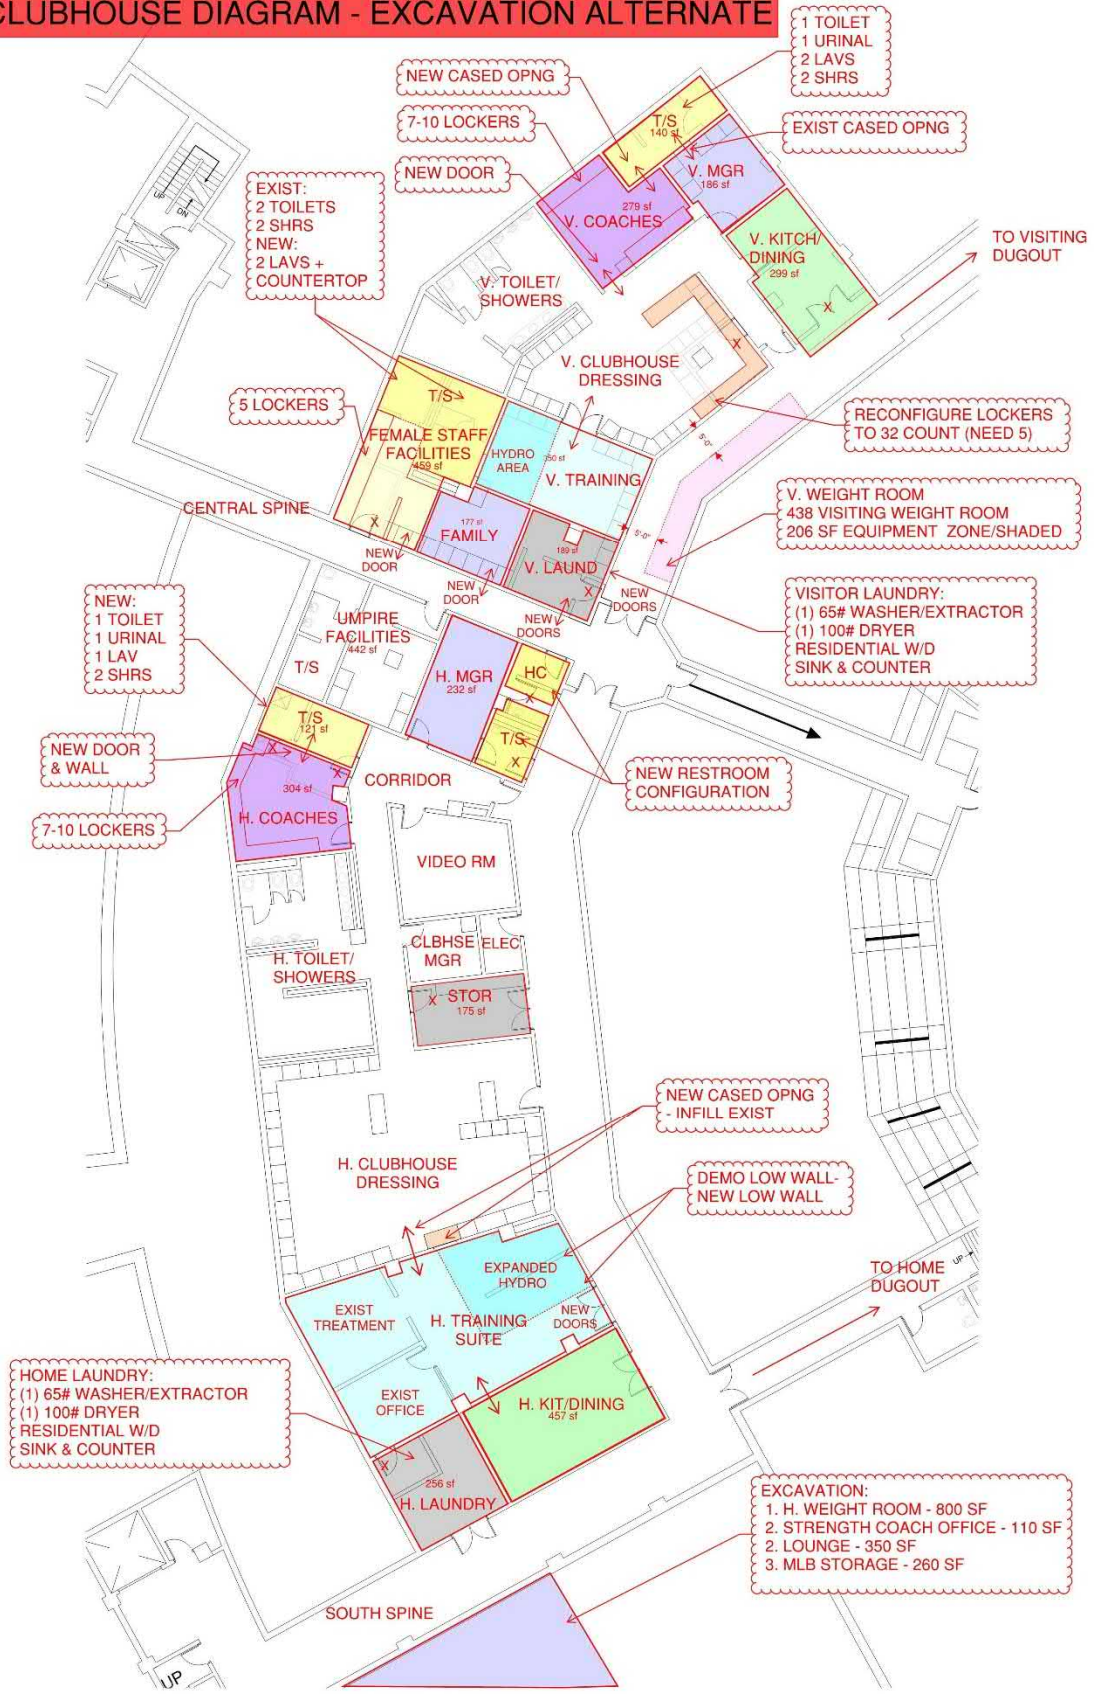 CLUBHOUSE DIAGRAM - EXCAVATION ALTERNATE
1 TOILET
1 URINAL
2 LAVS
2 SHRS
NEW CASED OPNG
7-10 LOCKERS
NEW DOOR
T/S
140 sf
EXIST CASED OPNG
V. MGR
186 sf
279 sf
V. COACHES
V. KITCH/
DINING
299 sf
X
TO VISITING
DUGOUT
UP
DN
EXIST:
2 TOILETS
2 SHRS
NEW:
2 LAVS +
COUNTERTOP
V. TOILET/
SHOWERS
X
V. CLUBHOUSE
DRESSING
T/S
5 LOCKERS
FEMALE STAFF
FACILITIES
459 sf
HYDRO
AREA
350 sf
V. TRAINING
5'-0"
RECONFIGURE LOCKERS
TO 32 COUNT (NEED 5)
V. WEIGHT ROOM
438 VISITING WEIGHT ROOM
206 SF EQUIPMENT ZONE/SHADED
CENTRAL SPINE
X
177 sf
FAMILY
5'-0"
189 sf
V. LAUND
X
NEW
DOOR
NEW
DOOR
NEW
DOORS
NEW
DOORS
VISITOR LAUNDRY:
(1) 65# WASHER/EXTRACTOR
(1) 100# DRYER
RESIDENTIAL W/D
SINK & COUNTER
NEW:
1 TOILET
1 URINAL
1 LAV
2 SHRS
UMPIRE
FACILITIES
442 sf
T/S
H. MGR
232 sf
HC
X
T/S
X
T/S
121 sf
X
X
NEW DOOR
& WALL
304 sf
H. COACHES
CORRIDOR
NEW RESTROOM
CONFIGURATION
7-10 LOCKERS
VIDEO RM
CLBHSE
MGR
ELEC
H. TOILET/
SHOWERS
X STOR
175 sf
NEW CASED OPNG
- INFILL EXIST
H. CLUBHOUSE
DRESSING
DEMO LOW WALL-
NEW LOW WALL
EXPANDED
HYDRO
TO HOME
DUGOUT
UP
EXIST
TREATMENT
H. TRAINING
SUITE
NEW
DOORS
HOME LAUNDRY:
(1) 65# WASHER/EXTRACTOR
(1) 100# DRYER
RESIDENTIAL W/D
SINK & COUNTER
EXIST
OFFICE
H. KIT/DINING
457 sf
X
256 sf
H. LAUNDRY
EXCAVATION:
1. H. WEIGHT ROOM - 800 SF
2. STRENGTH COACH OFFICE - 110 SF
2. LOUNGE - 350 SF
3. MLB STORAGE - 260 SF
SOUTH SPINE
UP